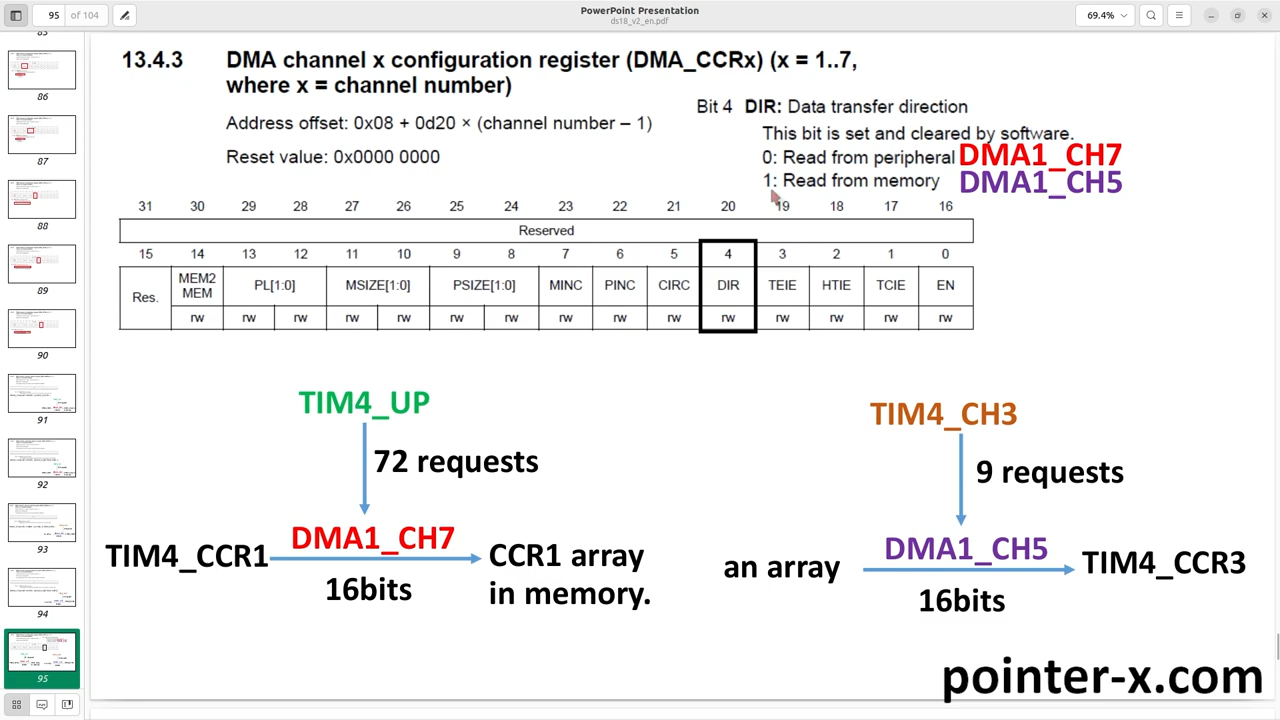 PowerPoint Presentation
ds18_v2_en.pdf
95 of 104
69.4%
85
86
87
88
89
90
91
92
93
94
95
13.4.3 DMA channel x configuration register (DMA_CCRx) (x = 1..7,
where x = channel number)
Address offset: 0x08 + 0d20 × (channel number – 1)
Reset value: 0x0000 0000
Bit 4 DIR: Data transfer direction
This bit is set and cleared by software.
0: Read from peripheral DMA1_CH7
1: Read from memory DMA1_CH5
31 30 29 28 27 26 25 24 23 22 21 20 19 18 17 16
Reserved
15 14 13 12 11 10 9 8 7 6 5 4 3 2 1 0
Res. MEM2 MEM PL[1:0] MSIZE[1:0] PSIZE[1:0] MINC PINC CIRC DIR TEIE HTIE TCIE EN
rw rw rw rw rw rw rw rw rw rw rw rw rw rw rw
TIM4_UP
72 requests
TIM4_CCR1
DMA1_CH7
16bits
CCR1 array
in memory.
TIM4_CH3
9 requests
an array
DMA1_CH5
16bits
TIM4_CCR3
pointer-x.com